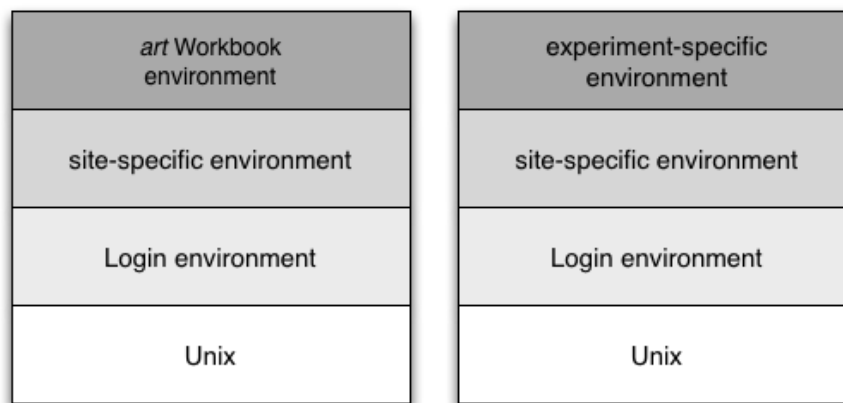 art Workbook
environment
site-specific environment
Login environment
Unix
experiment-specific
environment
site-specific environment
Login environment
Unix